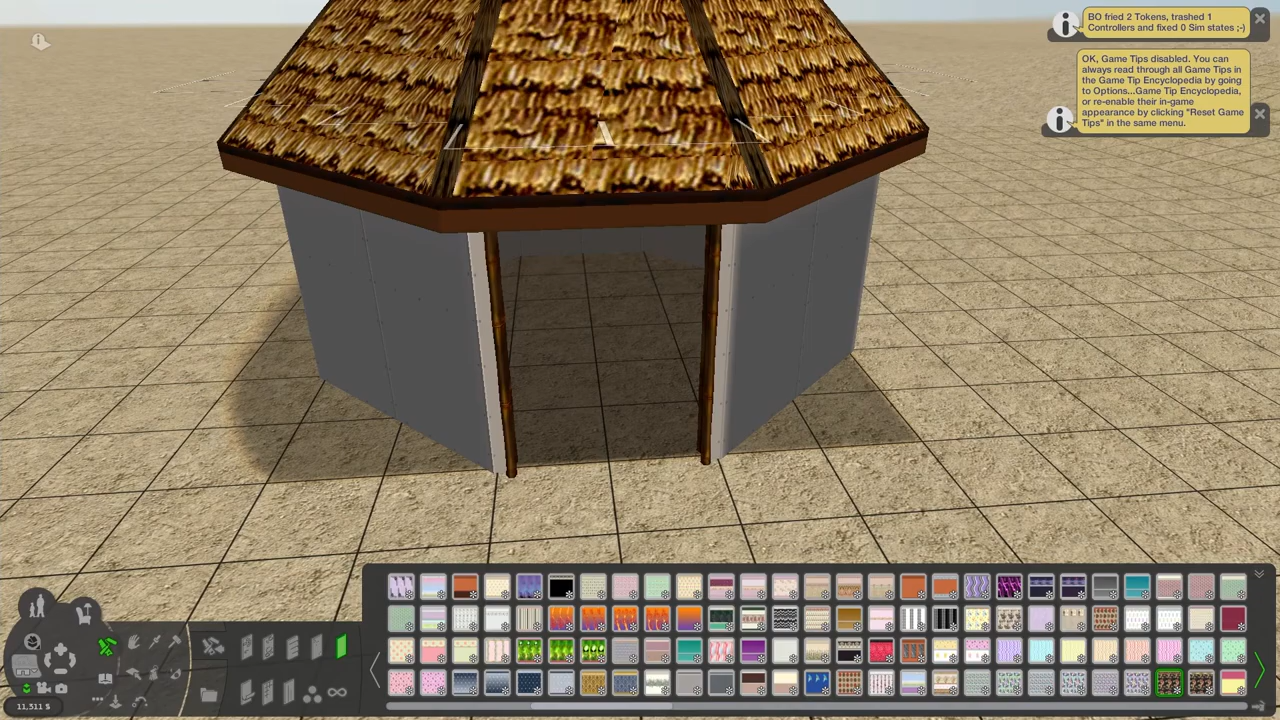 BO fried 2 Tokens, trashed 1
Controllers and fixed 0 Sim states ;-)
OK, Game Tips disabled. You can
always read through all Game Tips in
the Game Tip Encyclopedia by going
to Options...Game Tip Encyclopedia,
or re-enable their in-game
appearance by clicking "Reset Game
Tips" in the same menu.
11,311 $